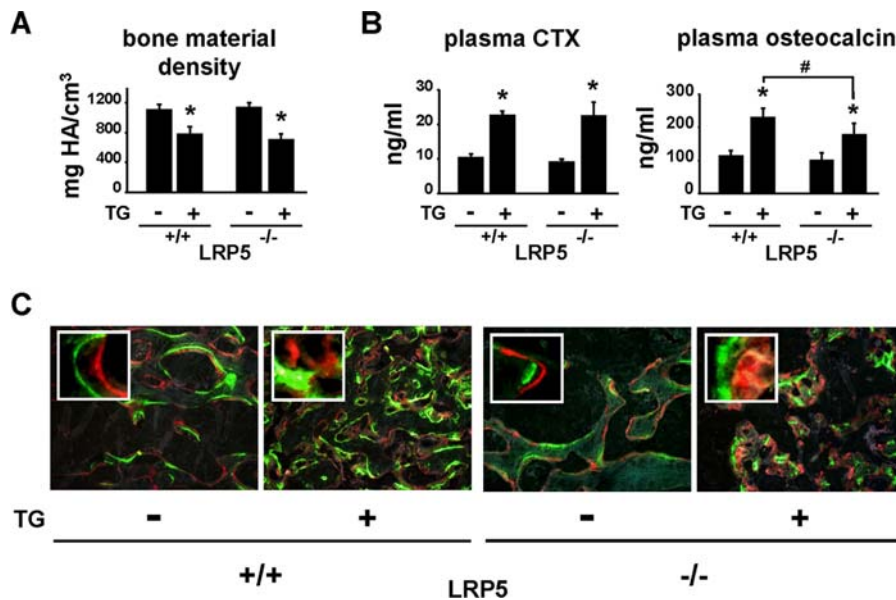 A
bone material
density
mg HA/cm³
1200
800
400
0
* *
TG - + - +
+/+ -/-
LRP5
B
plasma CTX
ng/ml
30
20
10
0
* *
TG - + - +
+/+ -/-
LRP5
plasma osteocalcin
ng/ml
300
200
100
0
#
* *
TG - + - +
+/+ -/-
LRP5
C
TG - + - +
+/+ LRP5 -/-